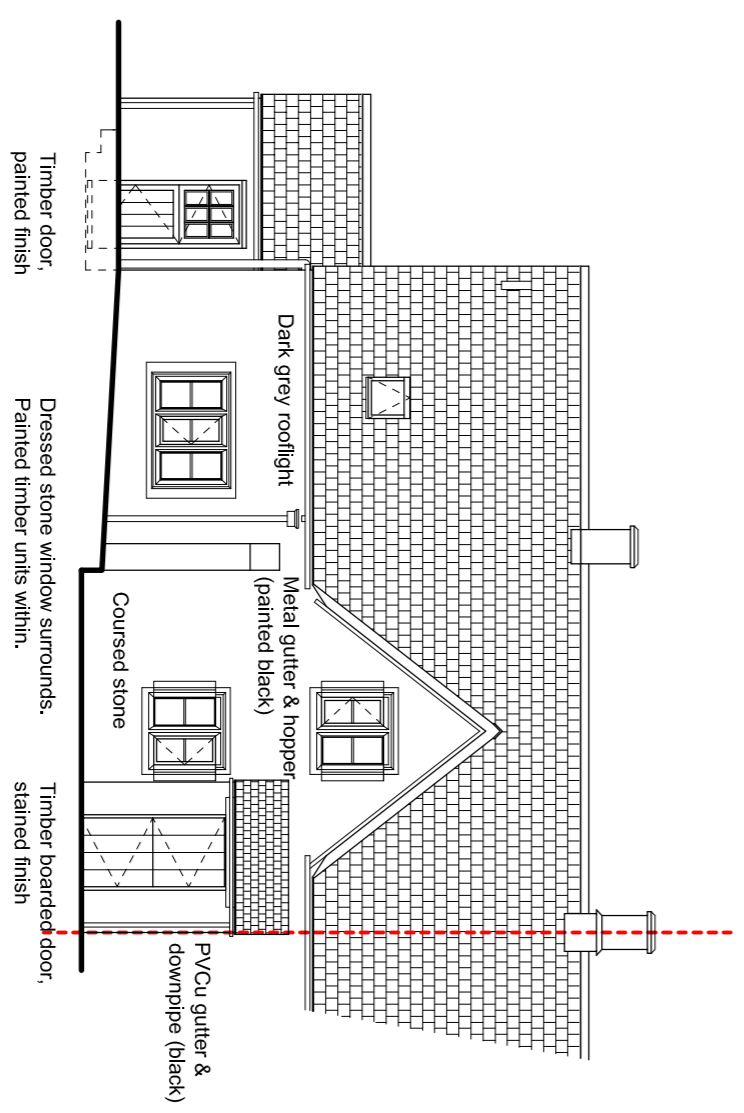 Dark grey rooflight
Metal gutter & hopper
(painted black)
Coursed stone
PVCu gutter &
downpipe (black)
Timber door,
painted finish
Dressed stone window surrounds.
Painted timber units within.
Timber boarded door,
stained finish